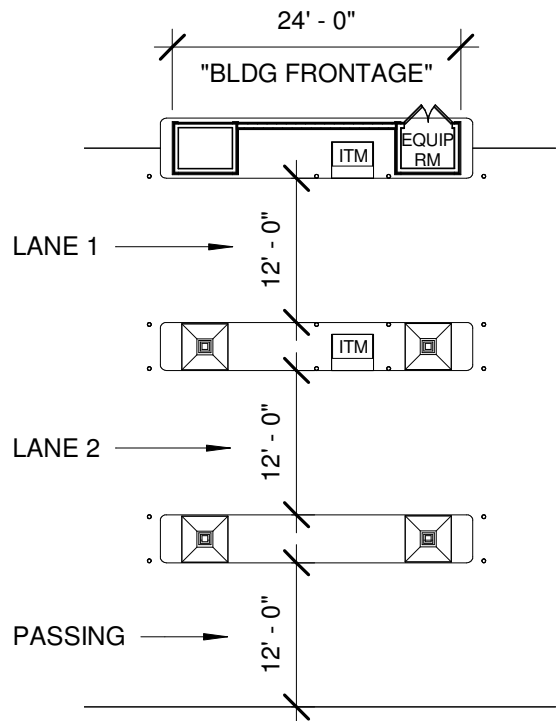 24' - 0"
"BLDG FRONTAGE"
ITM
EQUIP
RM
LANE 1
12' - 0"
ITM
LANE 2
12' - 0"
PASSING
12' - 0"